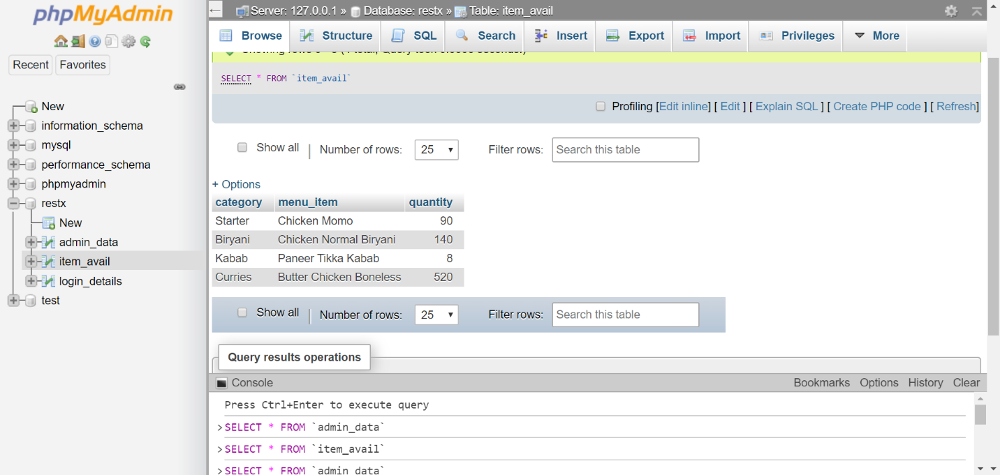 phpMyAdmin
Recent Favorites
New
information_schema
mysql
performance_schema
phpmyadmin
restx
New
admin_data
item_avail
login_details
test
Server: 127.0.0.1 » Database: restx » Table: item_avail
Browse Structure SQL Search Insert Export Import Privileges More
SELECT * FROM `item_avail`
Profiling [Edit inline] [ Edit ] [ Explain SQL ] [ Create PHP code ] [ Refresh]
Show all | Number of rows: 25 Filter rows: Search this table
+ Options
category menu_item quantity
Starter Chicken Momo 90
Biryani Chicken Normal Biryani 140
Kabab Paneer Tikka Kabab 8
Curries Butter Chicken Boneless 520
Show all | Number of rows: 25 Filter rows: Search this table
Query results operations
Console Bookmarks Options History Clear
Press Ctrl+Enter to execute query
>SELECT * FROM `admin_data`
>SELECT * FROM `item_avail`
>SELECT * FROM `admin_data`